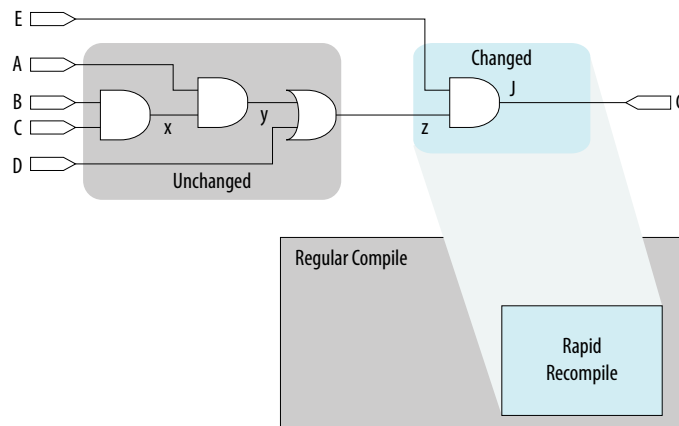 E
A
Changed
B
J
C
x
y
z
D
Unchanged
Regular Compile
Rapid
Recompile